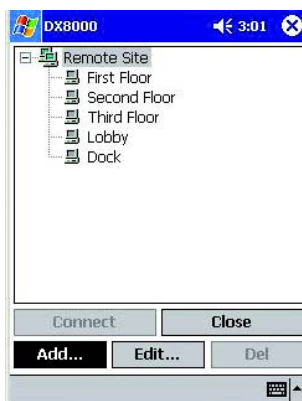 DX8000 3:01
Remote Site
First Floor
Second Floor
Third Floor
Lobby
Dock
Connect Close
Add... Edit... Del